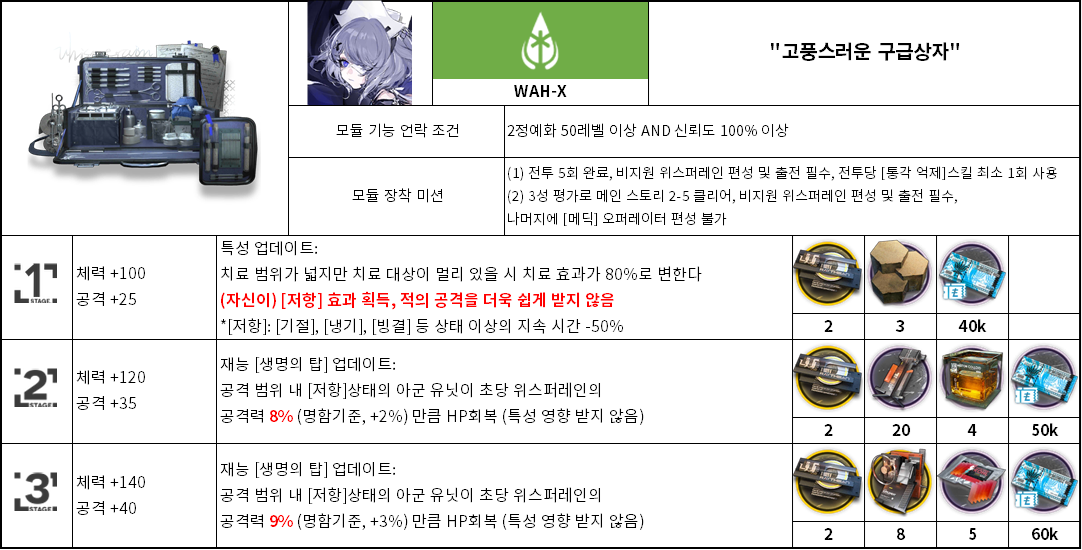 WAH-X
"고풍스러운 구급상자"
모듈 기능 언락 조건
2정예화 50레벨 이상 AND 신뢰도 100% 이상
모듈 장착 미션
(1) 전투 5회 완료, 비지원 위스퍼레인 편성 및 출전 필수, 전투당 [통각 억제]스킬 최소 1회 사용
(2) 3성 평가로 메인 스토리 2-5 클리어, 비지원 위스퍼레인 편성 및 출전 필수,
나머지에 [메딕] 오퍼레이터 편성 불가
1 STAGE
체력 +100
공격 +25
특성 업데이트:
치료 범위가 넓지만 치료 대상이 멀리 있을 시 치료 효과가 80%로 변한다
(자신이) [저항] 효과 획득, 적의 공격을 더욱 쉽게 받지 않음
*[저항]: [기절], [냉기], [빙결] 등 상태 이상의 지속 시간 -50%
2
3
40k
2 STAGE
체력 +120
공격 +35
재능 [생명의 탑] 업데이트:
공격 범위 내 [저항]상태의 아군 유닛이 초당 위스퍼레인의
공격력 8% (명함기준, +2%) 만큼 HP회복 (특성 영향 받지 않음)
2
20
4
50k
3 STAGE
체력 +140
공격 +40
재능 [생명의 탑] 업데이트:
공격 범위 내 [저항]상태의 아군 유닛이 초당 위스퍼레인의
공격력 9% (명함기준, +3%) 만큼 HP회복 (특성 영향 받지 않음)
2
8
5
60k